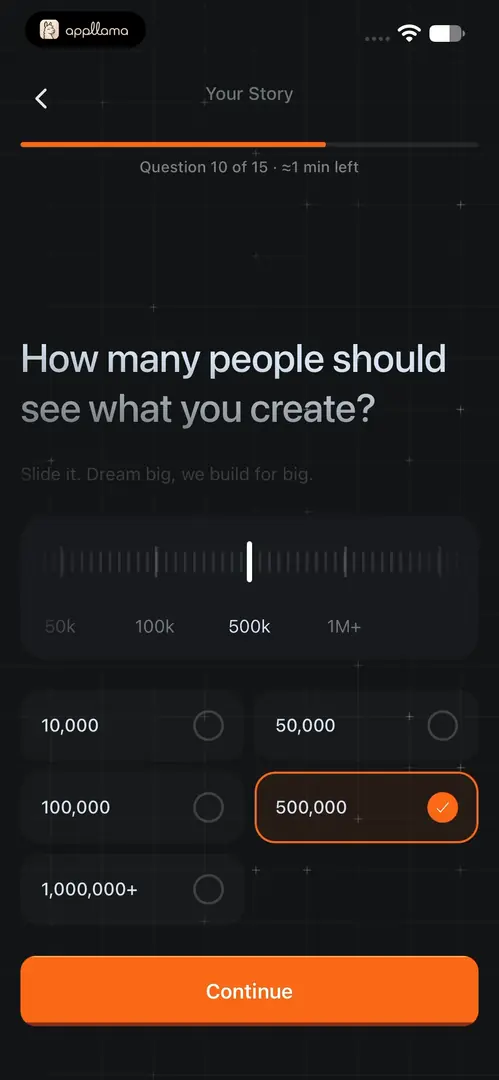 appllama
Your Story
Question 10 of 15 · ≈1 min left
How many people should
see what you create?
Slide it. Dream big, we build for big.
50k 100k 500k 1M+
10,000 50,000
100,000 500,000
1,000,000+
Continue